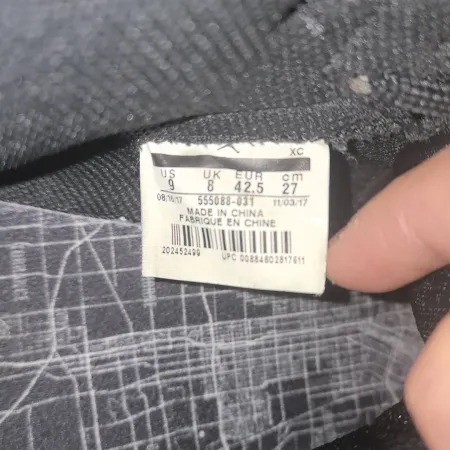 XC
US UK EUR cm
9 8 42.5 27
08/16/17 555088-031 11/03/17
MADE IN CHINA
FABRIQUE EN CHINE
202452499 UPC 00884802817611